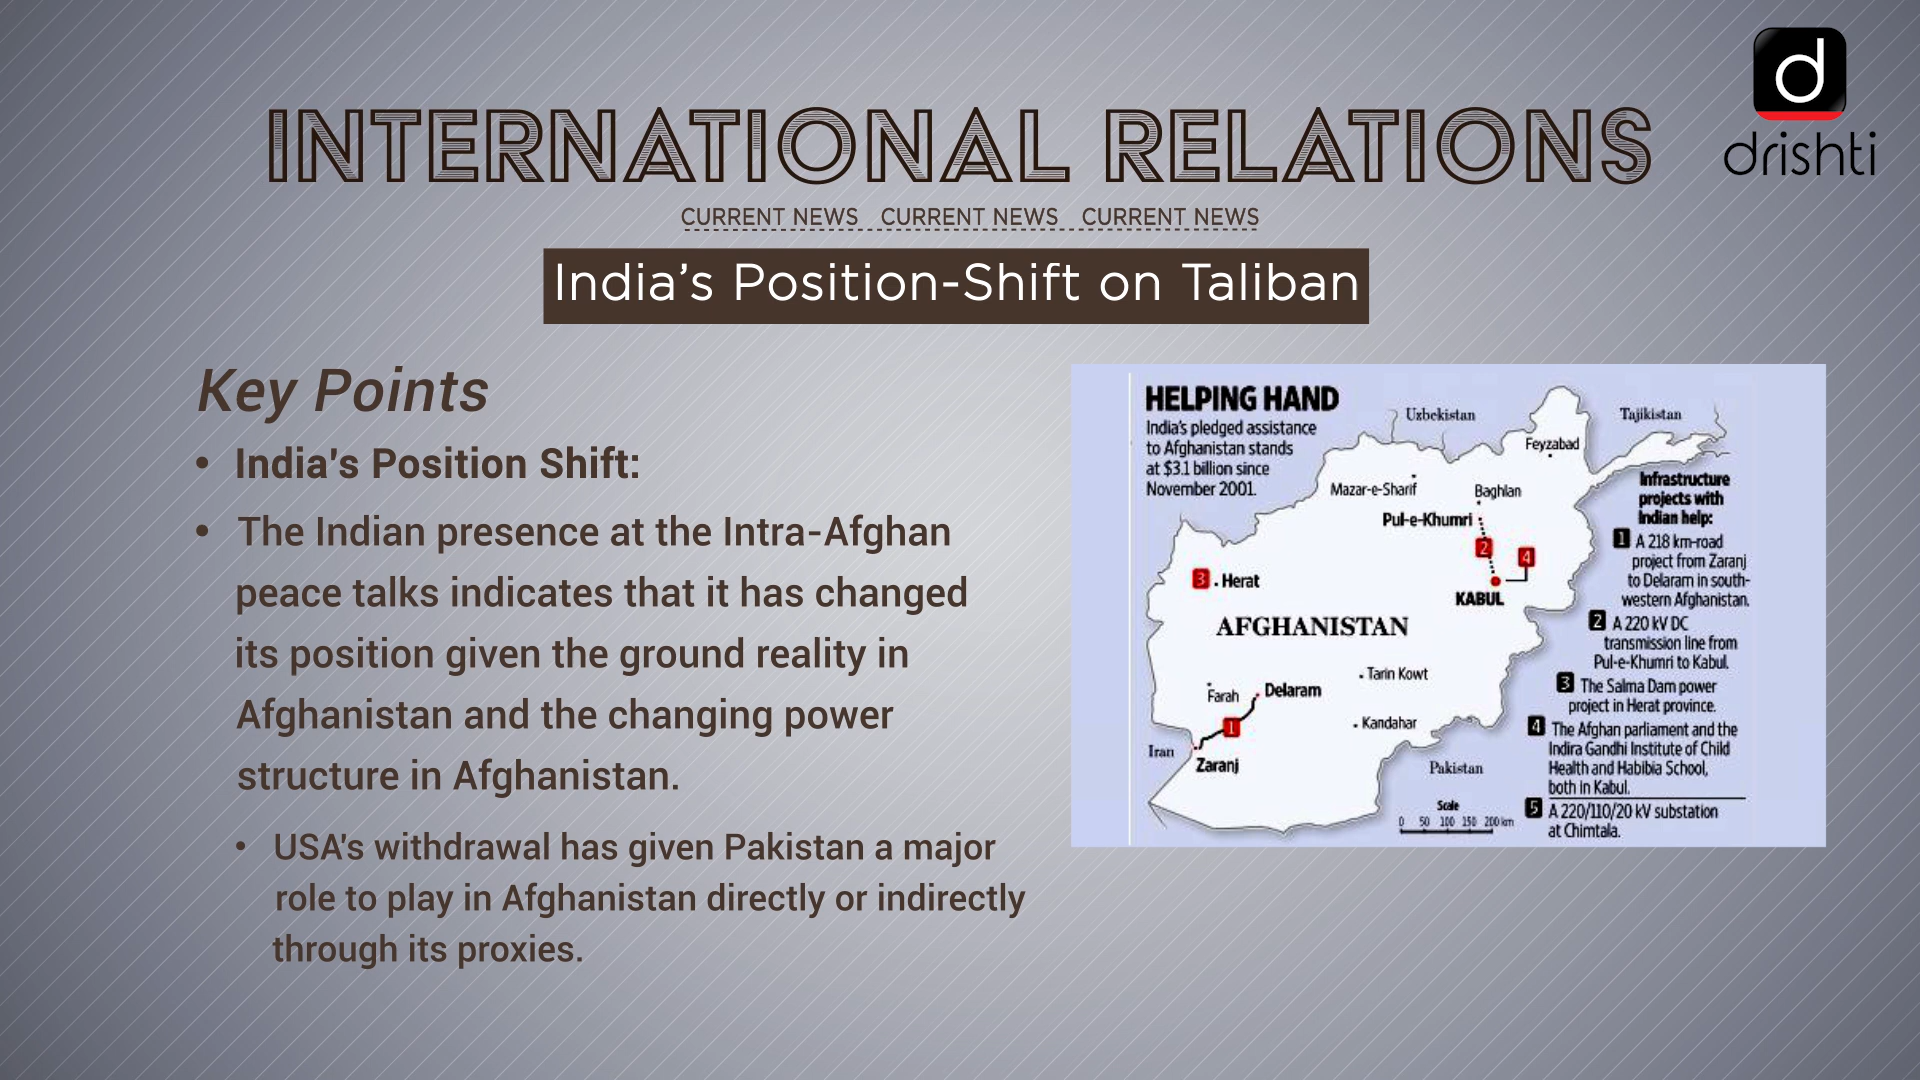 d
drishti
INTERNATIONAL RELATIONS
CURRENT NEWS CURRENT NEWS CURRENT NEWS
India’s Position-Shift on Taliban
Key Points
• India's Position Shift:
• The Indian presence at the Intra-Afghan
peace talks indicates that it has changed
its position given the ground reality in
Afghanistan and the changing power
structure in Afghanistan.
• USA's withdrawal has given Pakistan a major
role to play in Afghanistan directly or indirectly
through its proxies.
HELPING HAND
India's pledged assistance
to Afghanistan stands
at $3.1 billion since
November 2001.
Uzbekistan
Tajikistan
Feyzabad
Mazar-e-Sharif
Baghlan
Pul-e-Khumri
2
4
3
Herat
KABUL
AFGHANISTAN
Tarin Kowt
Farah
Delaram
Kandahar
1
Iran
Zaranj
Pakistan
Scale
0 50 100 150 200 km
Infrastructure
projects with
Indian help:
1 A 218 km-road
project from Zaranj
to Delaram in south-
western Afghanistan.
2 A 220 kV DC
transmission line from
Pul-e-Khumri to Kabul.
3 The Salma Dam power
project in Herat province.
4 The Afghan parliament and the
Indira Gandhi Institute of Child
Health and Habibia School,
both in Kabul.
5 A 220/110/20 kV substation
at Chimtala.